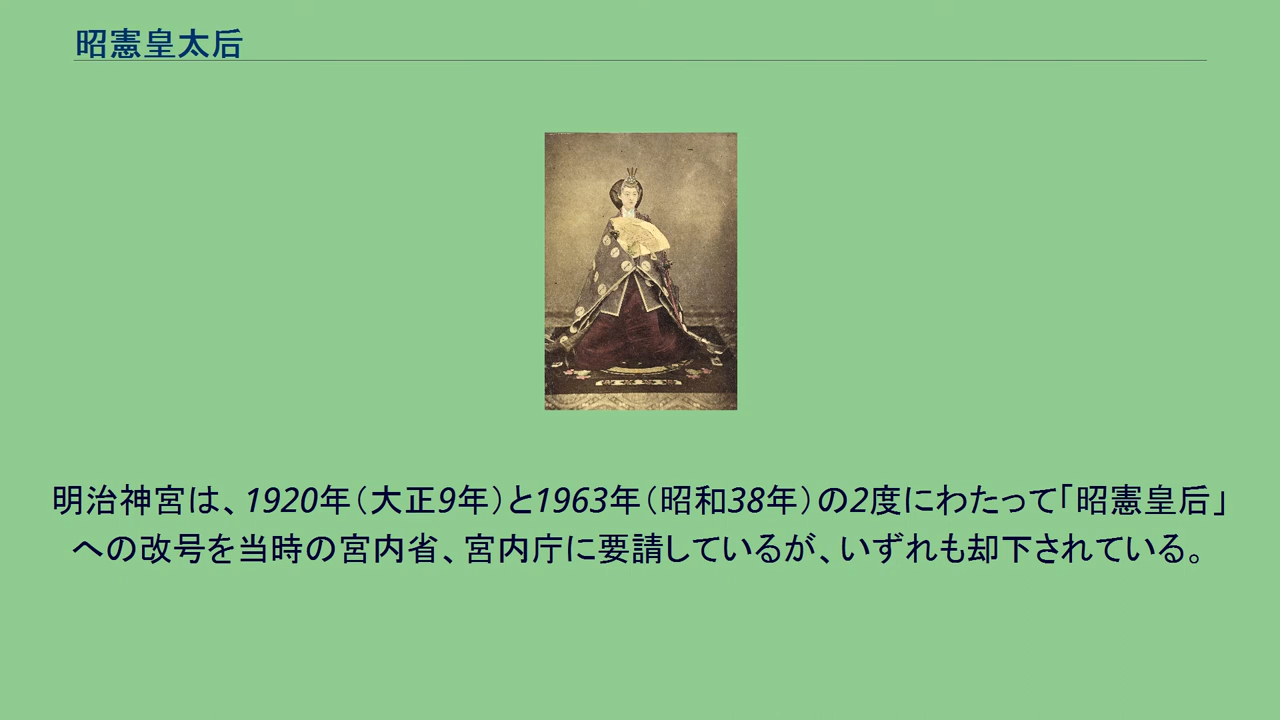 昭憲皇太后
明治神宮は、1920年（大正9年）と1963年（昭和38年）の2度にわたって「昭憲皇后」
への改号を当時の宮内省、宮内庁に要請しているが、いずれも却下されている。